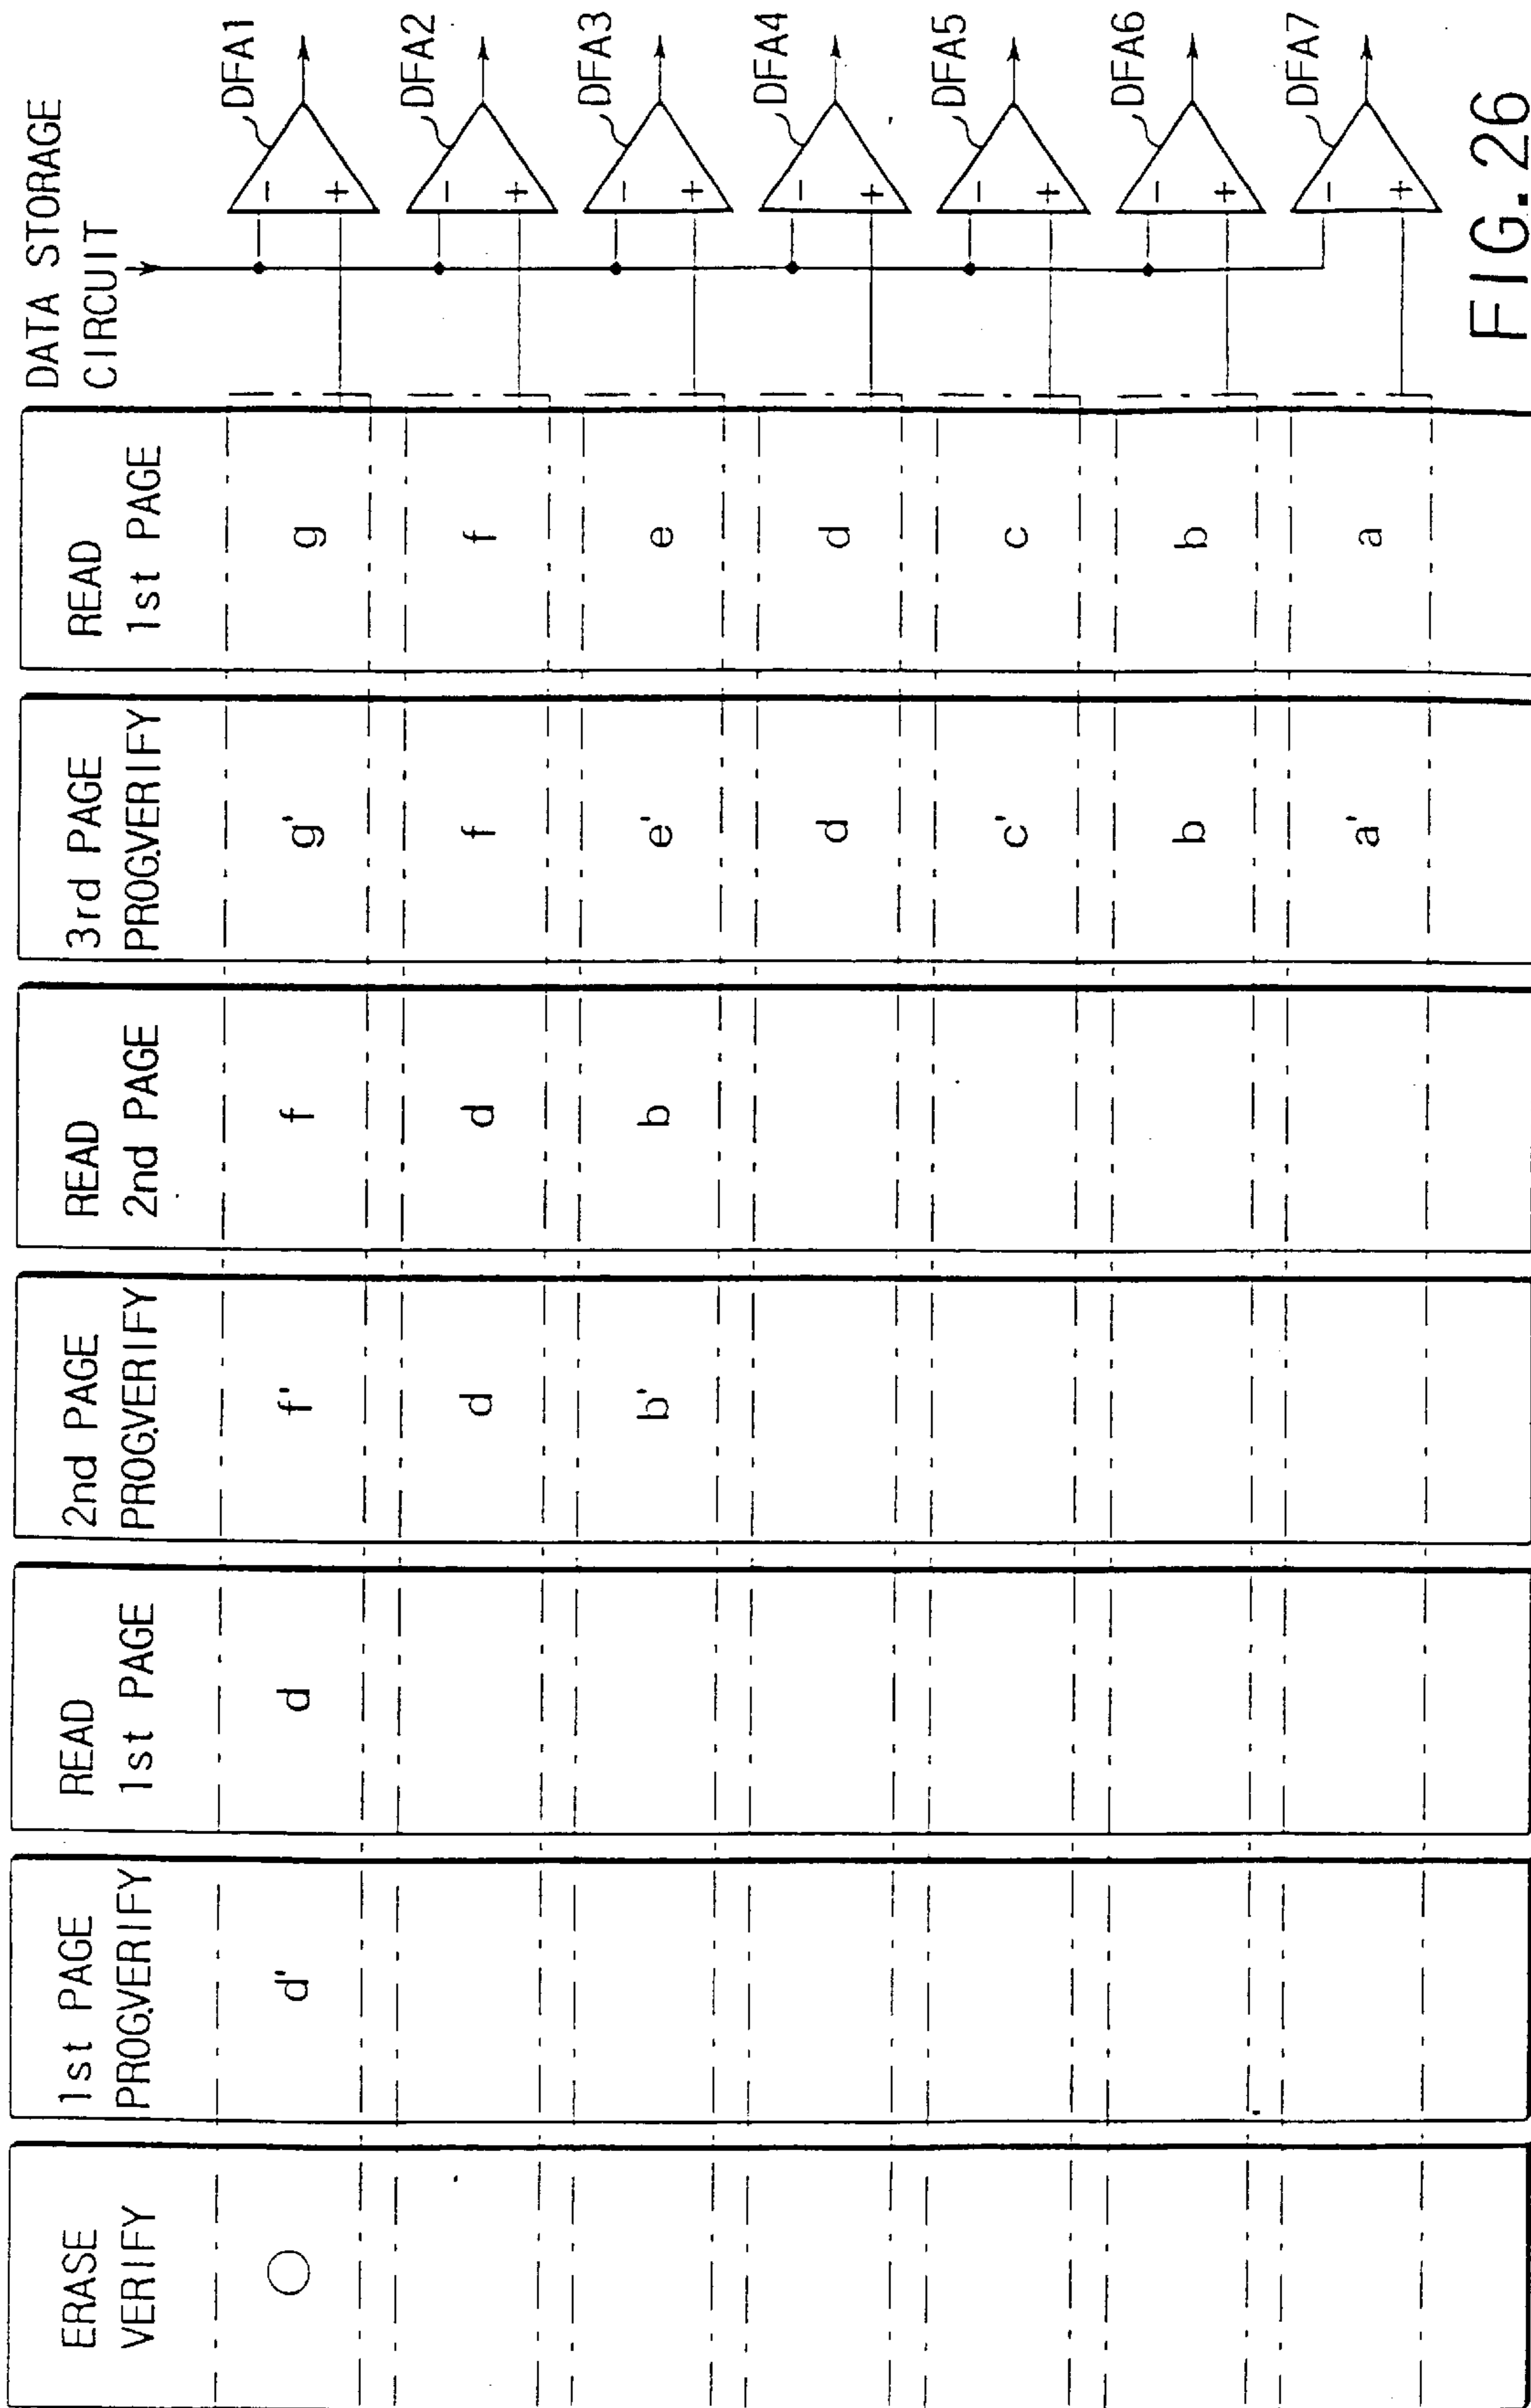 DATA STORAGE
CIRCUIT
DFA1
DFA2
DFA3
DFA4
DFA5
DFA6
DFA7
-
+
-
+
-
+
-
+
-
+
-
+
-
+
READ
1st PAGE
g
f
e
d
c
b
a
3rd PAGE
PROG.VERIFY
g'
f
e'
d
c'
b
a'
READ
2nd PAGE
f
d
b
2nd PAGE
PROG.VERIFY
f'
d
b'
READ
1st PAGE
d
1st PAGE
PROG.VERIFY
d'
ERASE
VERIFY
FIG. 26